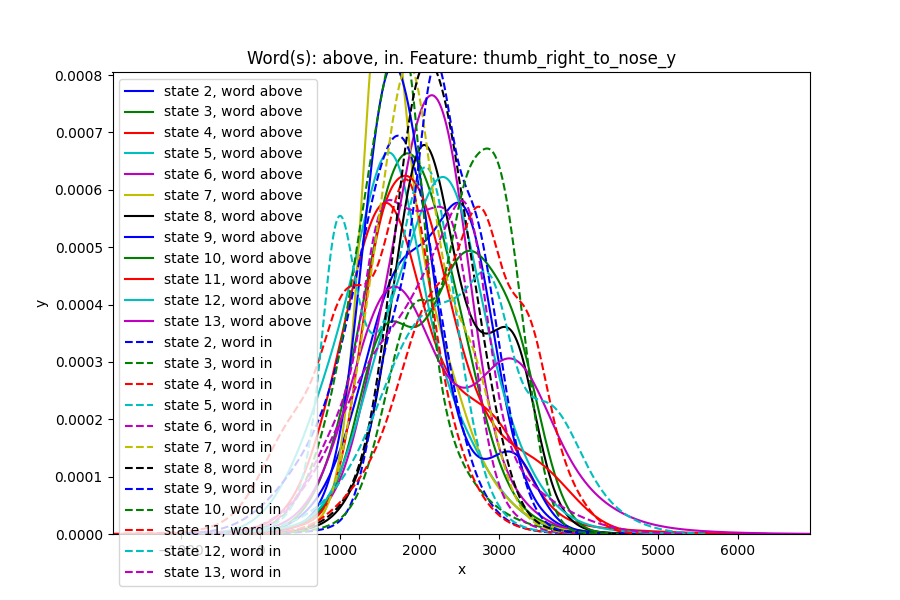 Word(s): above, in. Feature: thumb_right_to_nose_y
y
0.0008
0.0007
0.0006
0.0005
0.0004
0.0003
0.0002
0.0001
0.0000
state 2, word above
state 3, word above
state 4, word above
state 5, word above
state 6, word above
state 7, word above
state 8, word above
state 9, word above
state 10, word above
state 11, word above
state 12, word above
state 13, word above
state 2, word in
state 3, word in
state 4, word in
state 5, word in
state 6, word in
state 7, word in
state 8, word in
state 9, word in
state 10, word in
state 11, word in
state 12, word in
state 13, word in
1000 2000 3000 4000 5000 6000
x